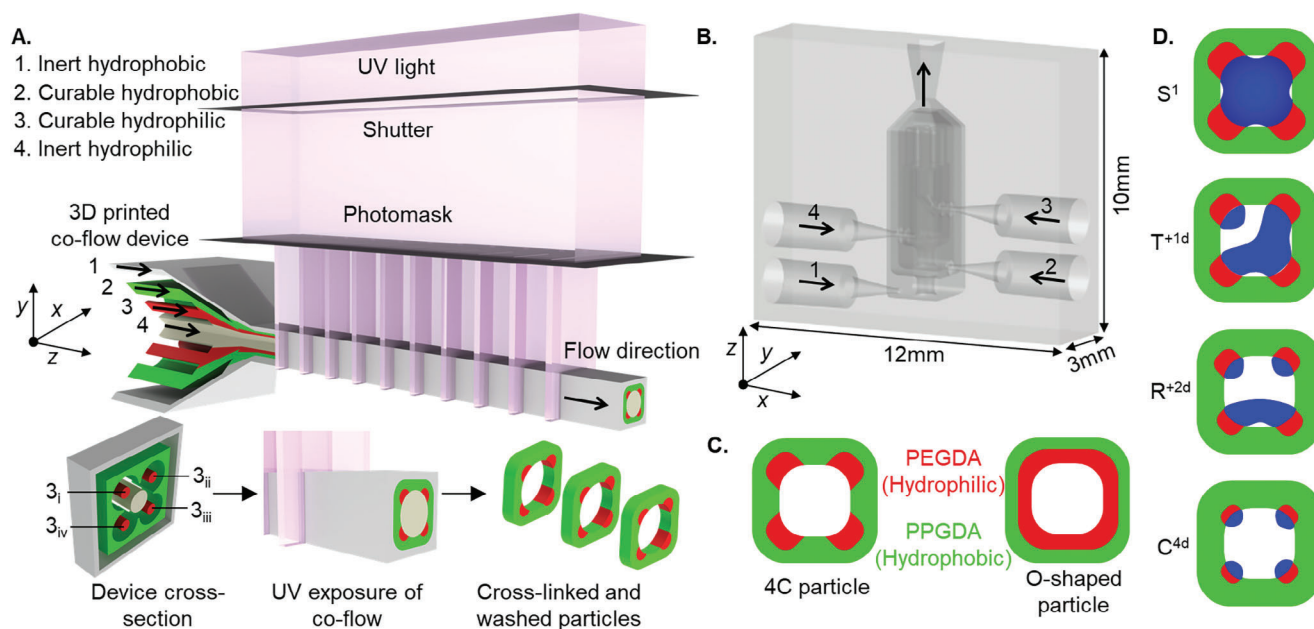 A.
1. Inert hydrophobic
2. Curable hydrophobic
3. Curable hydrophilic
4. Inert hydrophilic
UV light
Shutter
Photomask
3D printed
co-flow device
1
2
3
4
y
x
z
Flow direction
3i
3ii
3iii
3iv
Device cross-
section
UV exposure of
co-flow
Cross-linked and
washed particles
B.
4
3
1
2
10mm
12mm
3mm
z
y
x
C.
PEGDA
(Hydrophilic)
PPGDA
(Hydrophobic)
4C particle
O-shaped
particle
D.
S¹
T⁺¹ᵈ
R⁺²ᵈ
C⁴ᵈ